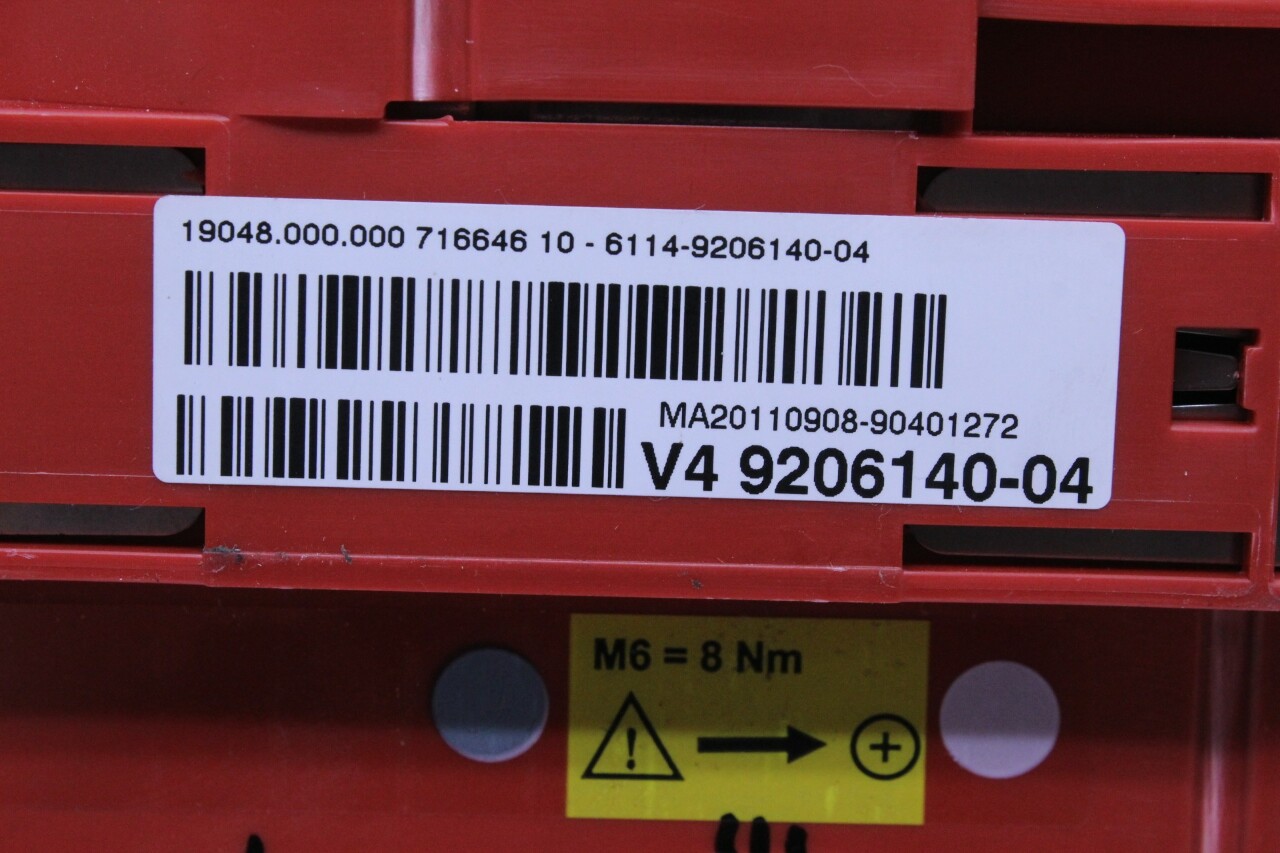 19048.000.000 716646 10 - 6114-9206140-04
MA20110908-90401272
V4 9206140-04
M6 = 8 Nm